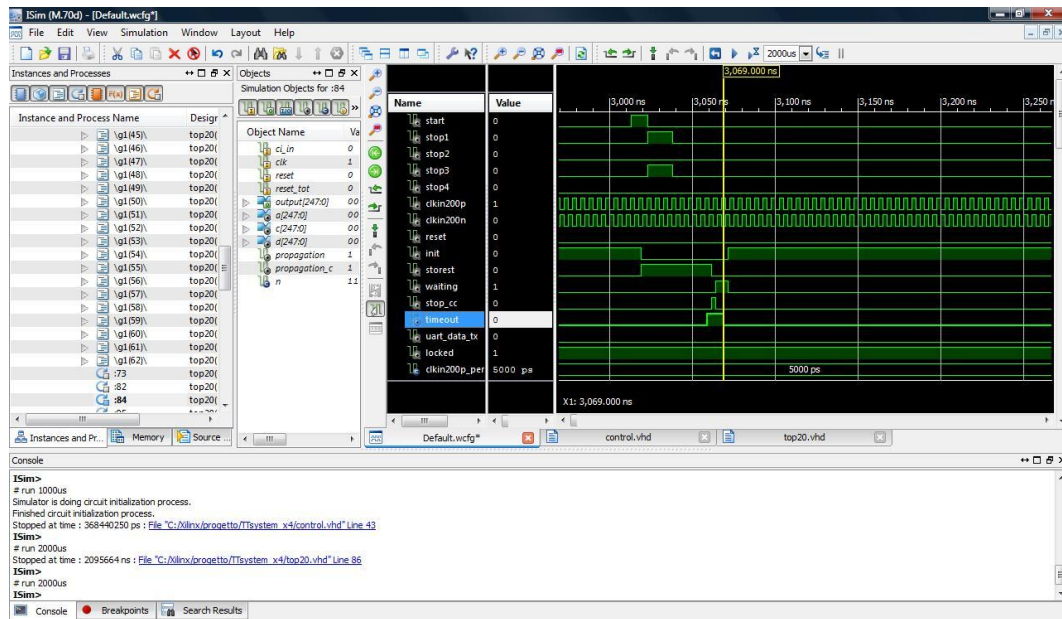 ISim (M.70d) - [Default.wcfg*]
File Edit View Simulation Window Layout Help
2000us
Instances and Processes
Instance and Process Name Design
\g1(45)\ top20(
\g1(46)\ top20(
\g1(47)\ top20(
\g1(48)\ top20(
\g1(49)\ top20(
\g1(50)\ top20(
\g1(51)\ top20(
\g1(52)\ top20(
\g1(53)\ top20(
\g1(54)\ top20(
\g1(55)\ top20(
\g1(56)\ top20(
\g1(57)\ top20(
\g1(58)\ top20(
\g1(59)\ top20(
\g1(60)\ top20(
\g1(61)\ top20(
\g1(62)\ top20(
:73 top20(
:82 top20(
:84 top20(
Instances and Pr... Memory Source ...
Objects
Simulation Objects for :84
Object Name Va
ci_in 0
clk 1
reset 0
reset_tot 0
output[247:0] 00
a[247:0] 00
c[247:0] 00
d[247:0] 00
propagation 1
propagation_c 1
n 11
Name Value
start 0
stop1 0
stop2 0
stop3 0
stop4 0
clkin200p 1
clkin200n 0
reset 0
init 0
storest 0
waiting 1
stop_cc 0
timeout 0
uart_data_tx 0
locked 1
clkin200p_per 5000 ps
3,069.000 ns
3,000 ns 3,050 ns 3,100 ns 3,150 ns 3,200 ns 3,250 n
5000 ps
X1: 3,069.000 ns
Default.wcfg* control.vhd top20.vhd
Console
ISim>
# run 1000us
Simulator is doing circuit initialization process.
Finished circuit initialization process.
Stopped at time : 368440250 ps : File "C:/Xilinx/progetto/TTsystem_x4/control.vhd" Line 43
ISim>
# run 2000us
Stopped at time : 2095664 ns : File "C:/Xilinx/progetto/TTsystem_x4/top20.vhd" Line 86
ISim>
# run 2000us
ISim>
Console Breakpoints Search Results